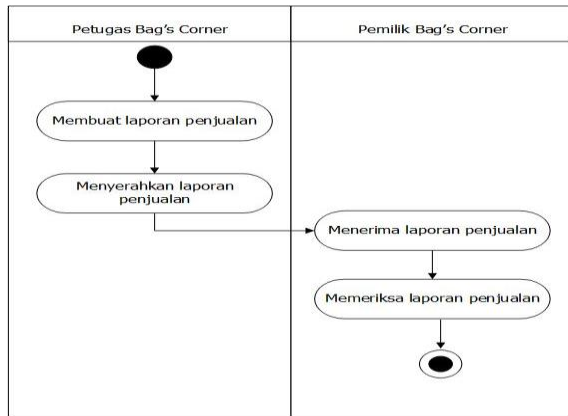 Petugas Bag's Corner
Pemilik Bag's Corner
Membuat laporan penjualan
Menyerahkan laporan
penjualan
Menerima laporan penjualan
Memeriksa laporan penjualan